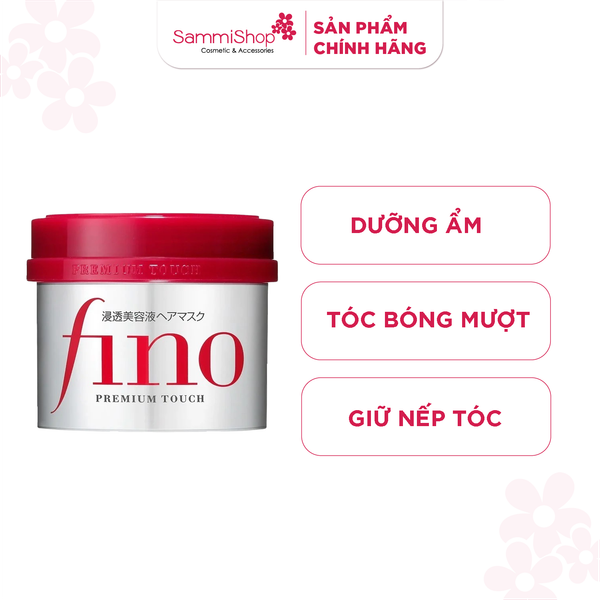 SammiShop
Cosmetic & Accessories
SẢN PHẨM
CHÍNH HÃNG
PREMIUM TOUCH
浸透美容液ヘアマスク
fino
PREMIUM TOUCH
DƯỠNG ẨM
TÓC BÓNG MƯỢT
GIỮ NẾP TÓC